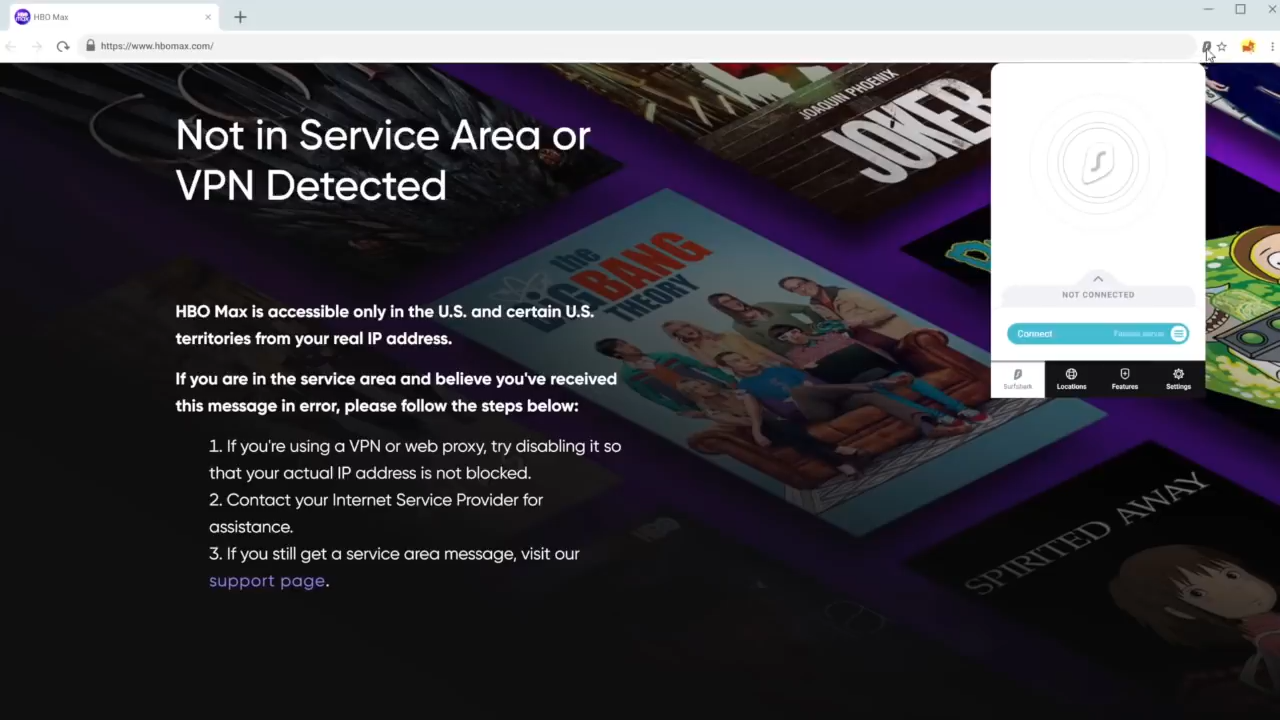 HBO Max
https://www.hbomax.com/
Not in Service Area or
VPN Detected
HBO Max is accessible only in the U.S. and certain U.S.
territories from your real IP address.
If you are in the service area and believe you've received
this message in error, please follow the steps below:
1. If you're using a VPN or web proxy, try disabling it so
that your actual IP address is not blocked.
2. Contact your Internet Service Provider for
assistance.
3. If you still get a service area message, visit our
support page.
JOAQUIN PHOENIX
JOKER
the
BIG BANG
THEORY
SPIRITED AWAY
HBO
NOT CONNECTED
Connect
Surfshark
Locations
Features
Settings